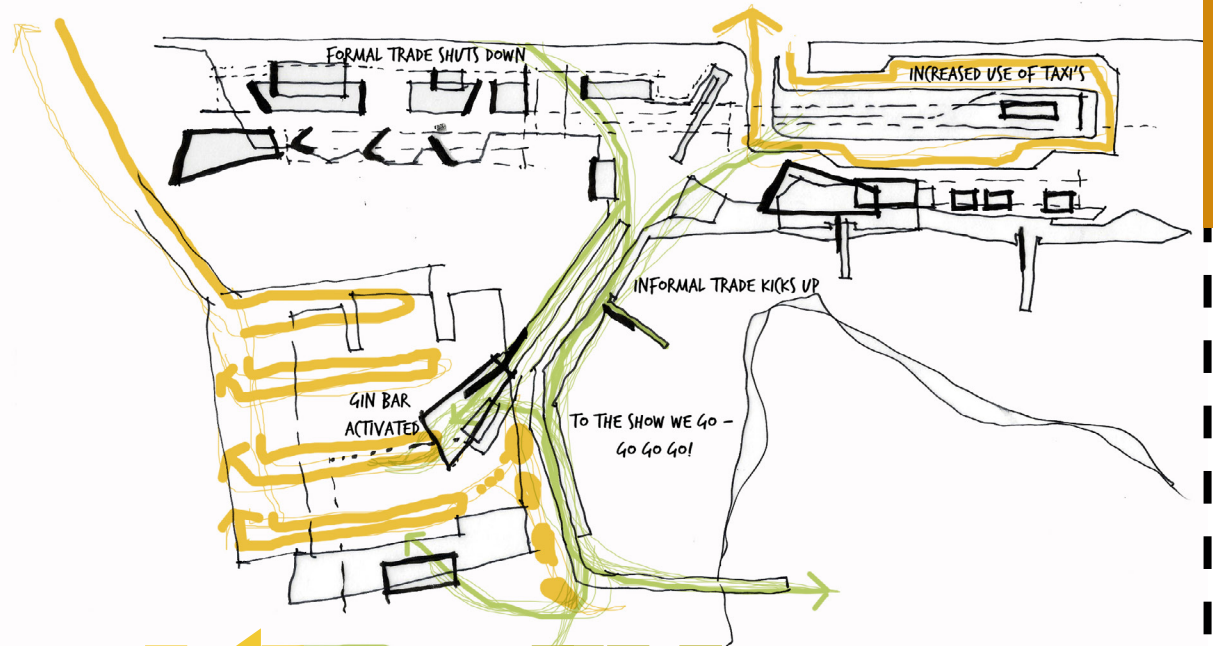 FORMAL TRADE SHUTS DOWN
INCREASED USE OF TAXI'S
INFORMAL TRADE KICKS UP
GIN BAR
ACTIVATED
TO THE SHOW WE GO –
GO GO GO!